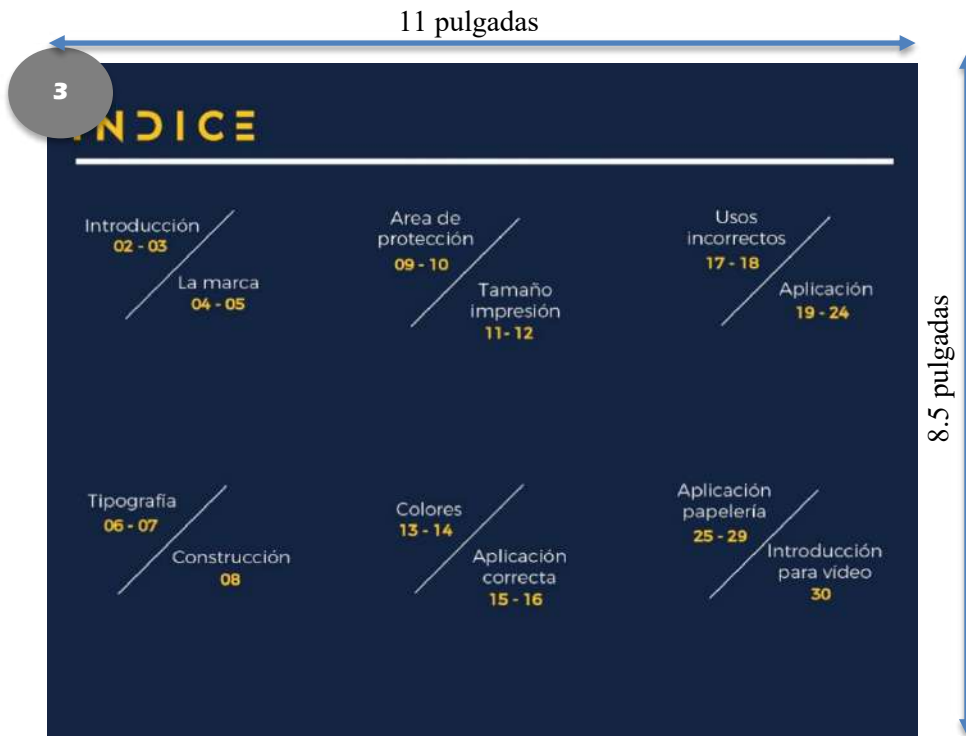 11 pulgadas
3
INDICE
Introducción
02 - 03
La marca
04 - 05
Area de
protección
09 - 10
Tamaño
impresión
11- 12
Usos
incorrectos
17 - 18
Aplicación
19 - 24
8.5 pulgadas
Tipografía
06 - 07
Construcción
08
Colores
13 - 14
Aplicación
correcta
15 - 16
Aplicación
papelería
25 - 29
Introducción
para vídeo
30